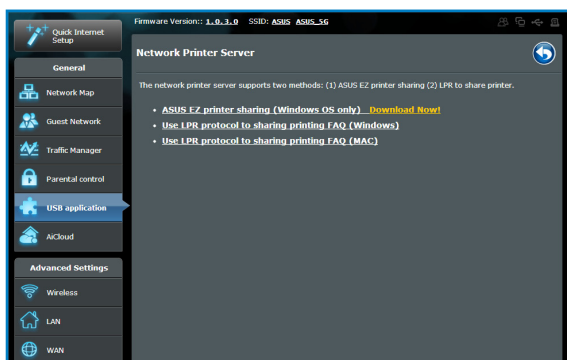 Quick Internet
Setup
Firmware Version:: 1.0.3.0 SSID: ASUS ASUS_5G
General
Network Map
Guest Network
Traffic Manager
Parental control
USB application
AiCloud
Advanced Settings
Wireless
LAN
WAN
Network Printer Server
The network printer server supports two methods: (1) ASUS EZ printer sharing (2) LPR to share printer.
ASUS EZ printer sharing (Windows OS only) Download Now!
Use LPR protocol to sharing printing FAQ (Windows)
Use LPR protocol to sharing printing FAQ (MAC)